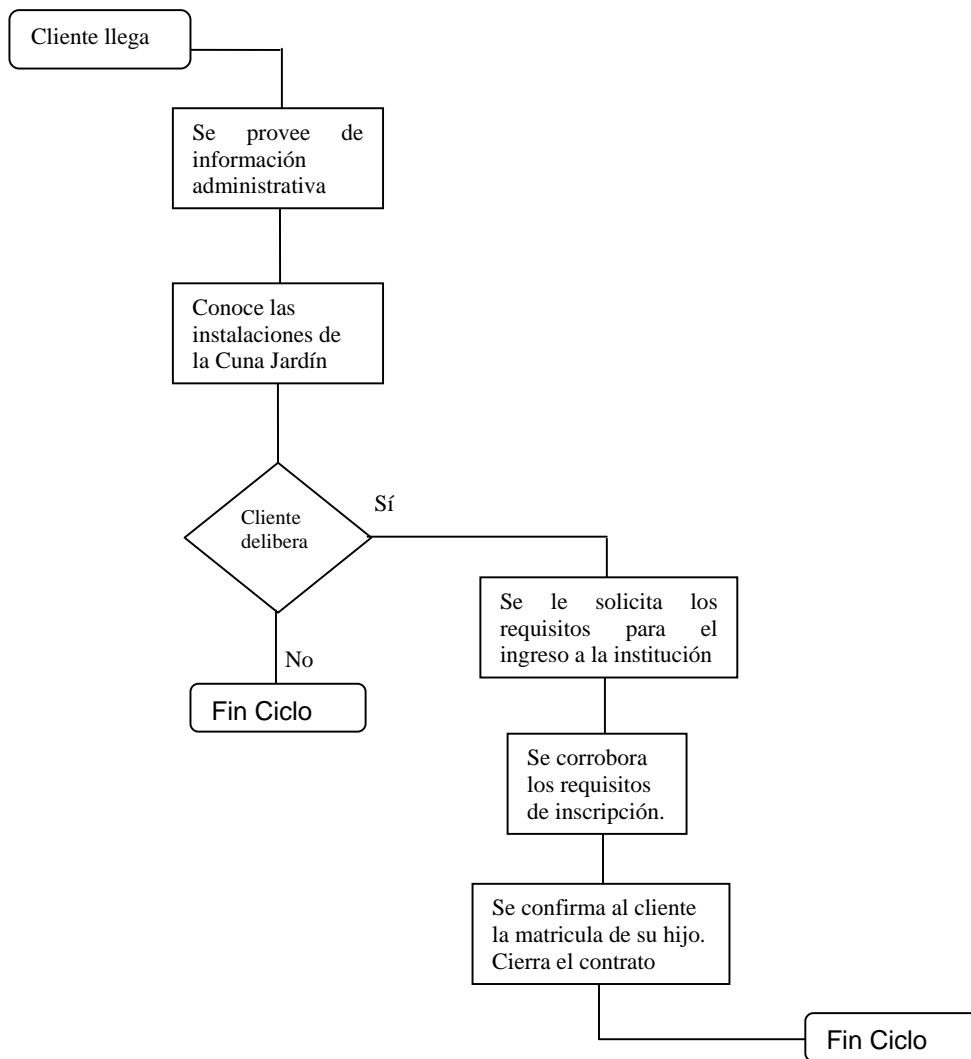 Cliente llega
Se provee de
información
administrativa
Conoce las
instalaciones de
la Cuna Jardín
Cliente
delibera
Sí
No
Fin Ciclo
Se le solicita los
requisitos para el
ingreso a la institución
Se corrobora
los requisitos
de inscripción.
Se confirma al cliente
la matricula de su hijo.
Cierra el contrato
Fin Ciclo